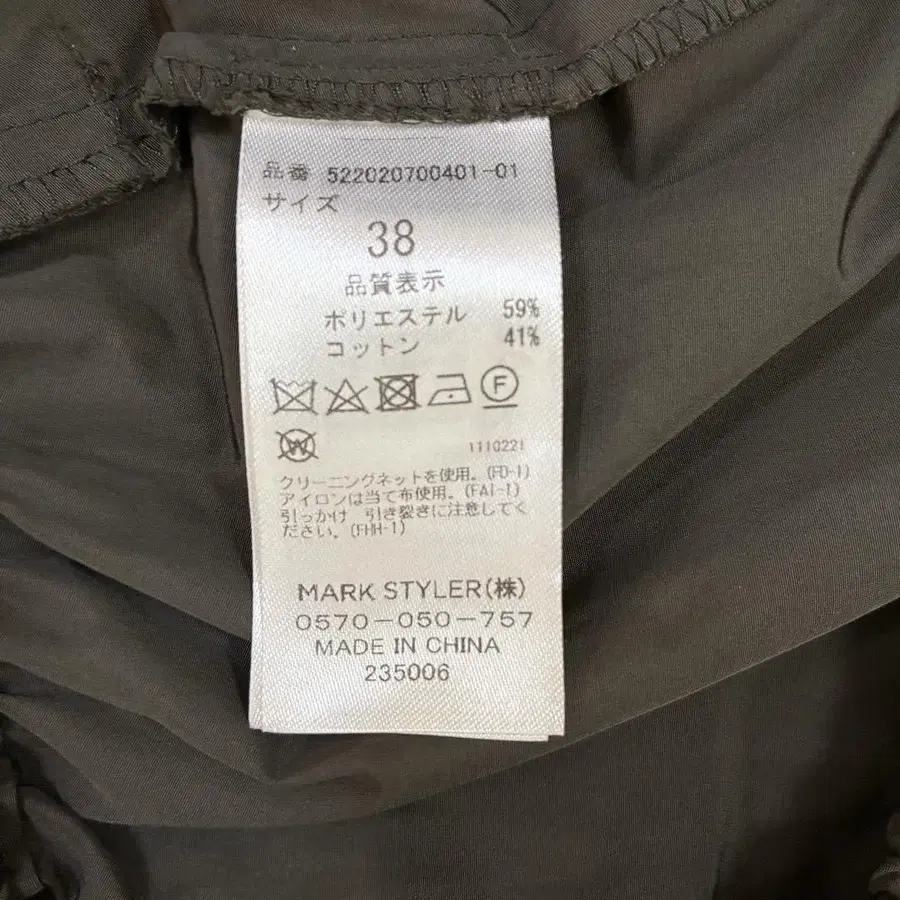 品番 522020700401-01
サイズ
38
品質表示
ポリエステル 59%
コットン 41%
F
W
1110221
クリーニングネットを使用。(FD-1)
アイロンは当て布使用。(FAI-1)
引っかけ 引き裂きに注意してく
ださい。(FHH-1)
MARK STYLER(株)
0570-050-757
MADE IN CHINA
235006